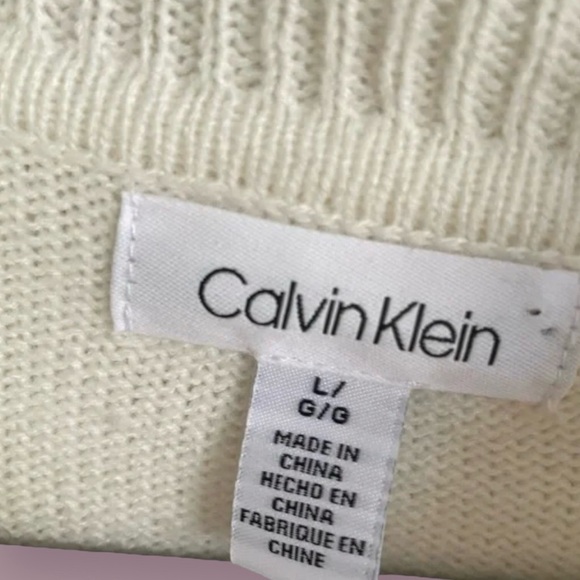 Calvin Klein
L/
G/G
MADE IN
CHINA
HECHO EN
CHINA
FABRIQUE EN
CHINE